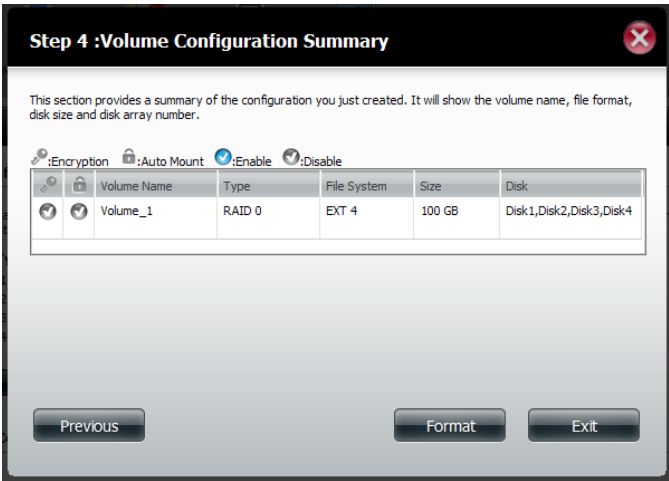 Step 4 :Volume Configuration Summary
This section provides a summary of the configuration you just created. It will show the volume name, file format,
disk size and disk array number.
:Encryption :Auto Mount :Enable :Disable
Volume Name Type File System Size Disk
Volume_1 RAID 0 EXT 4 100 GB Disk1,Disk2,Disk3,Disk4
Previous Format Exit